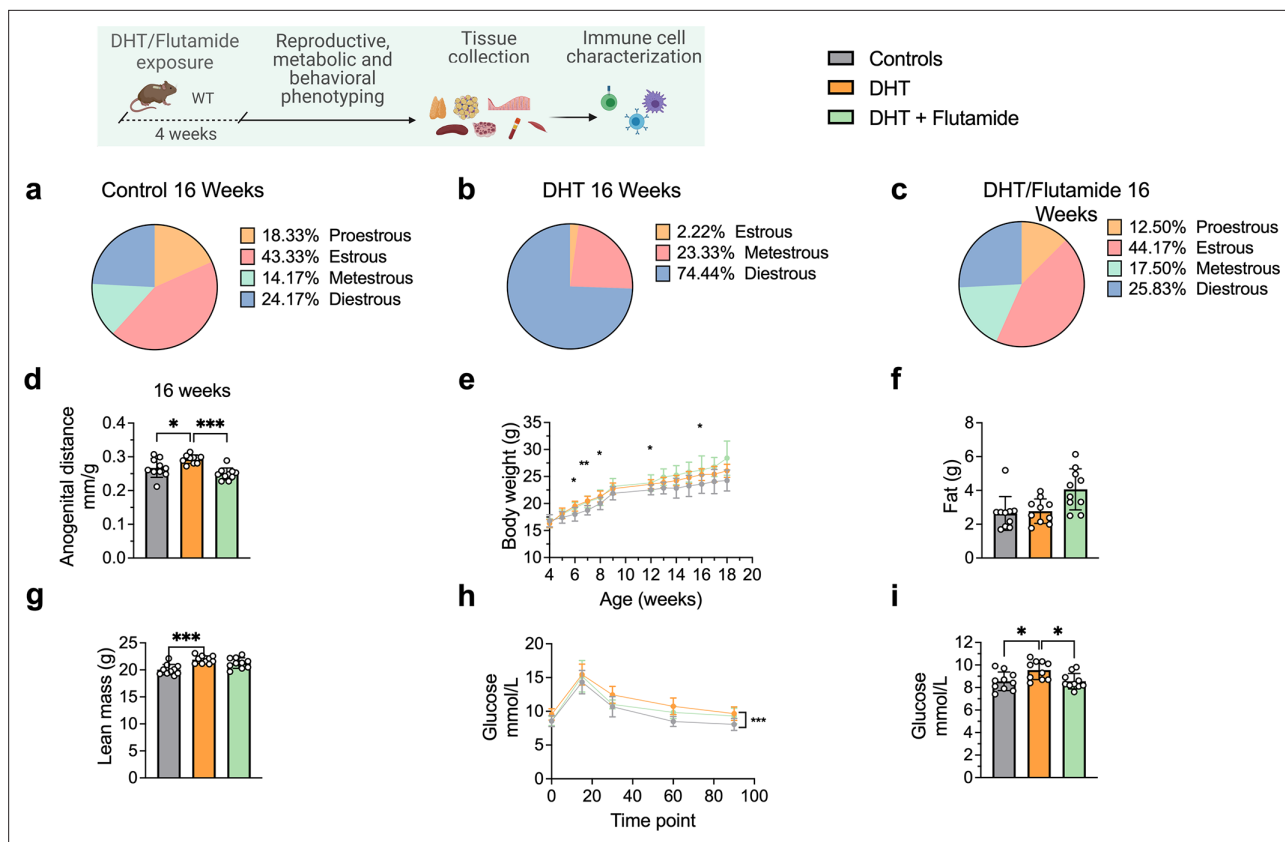 DHT/Flutamide
exposure
WT
4 weeks
Reproductive,
metabolic and
behavioral
phenotyping
Tissue
collection
Immune cell
characterization
Controls
DHT
DHT + Flutamide
a
Control 16 Weeks
18.33% Proestrous
43.33% Estrous
14.17% Metestrous
24.17% Diestrous
b
DHT 16 Weeks
2.22% Estrous
23.33% Metestrous
74.44% Diestrous
c
DHT/Flutamide 16
Weeks
12.50% Proestrous
44.17% Estrous
17.50% Metestrous
25.83% Diestrous
d
16 weeks
Anogenital distance
mm/g
0.4
0.3
0.2
0.1
0.0
*
***
e
Body weight (g)
35
30
25
20
15
10
*
**
*
*
*
4 6 8 10 12 14 16 18 20
Age (weeks)
f
Fat (g)
8
6
4
2
0
g
Lean mass (g)
25
20
15
10
5
0
***
h
Glucose
mmol/L
20
15
10
5
0
***
0 20 40 60 80 100
Time point
i
Glucose
mmol/L
12
10
8
6
4
2
0
*
*